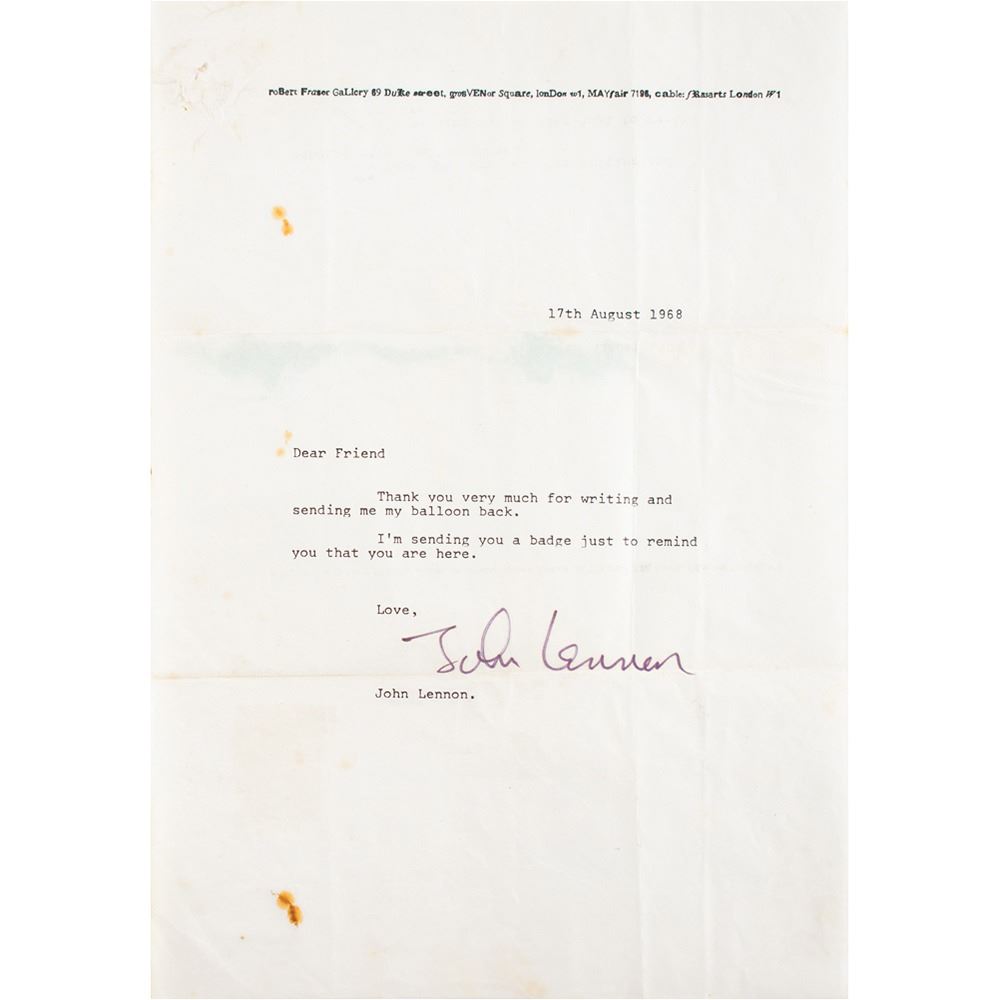 roBert Fraser GaLlery 69 DuKe street, grosVENor Square, lonDon w1, MAYfair 7196, cable: fRasarts London W1
17th August 1968
Dear Friend
Thank you very much for writing and
sending me my balloon back.
I'm sending you a badge just to remind
you that you are here.
Love,
John Lennon
John Lennon.